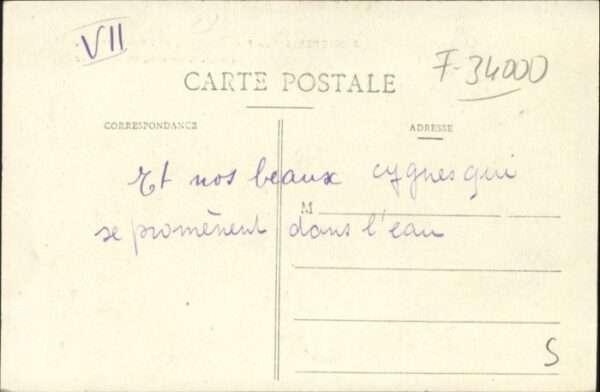 VII
F-34000
CARTE POSTALE
CORRESPONDANCE
ADRESSE
Et nos beaux cygnes qui
M
se promènent dans l'eau
S